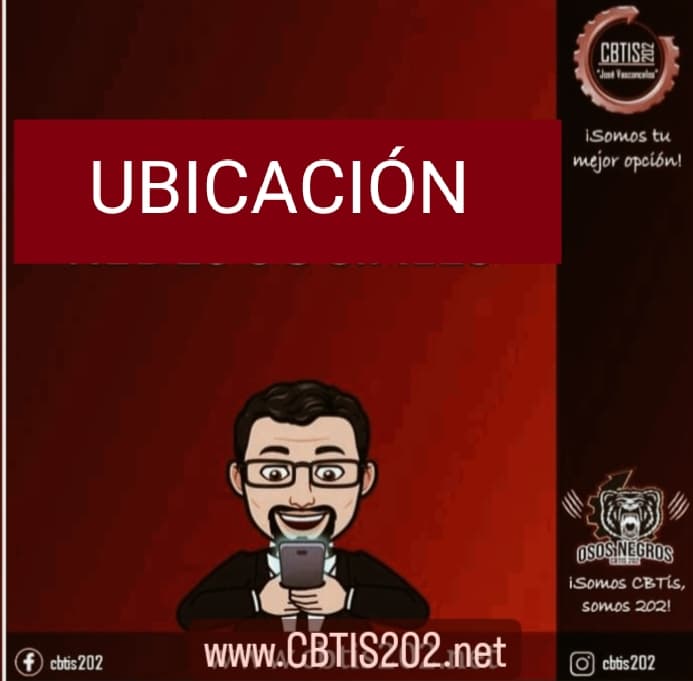 CBTIS 202
"José Vasconcelos"
¡Somos tu
mejor opción!
UBICACIÓN
OSOS NEGROS
CBTIS 202
¡Somos CBTis,
somos 202!
www.CBTIS202.net
cbtis202
cbtis202